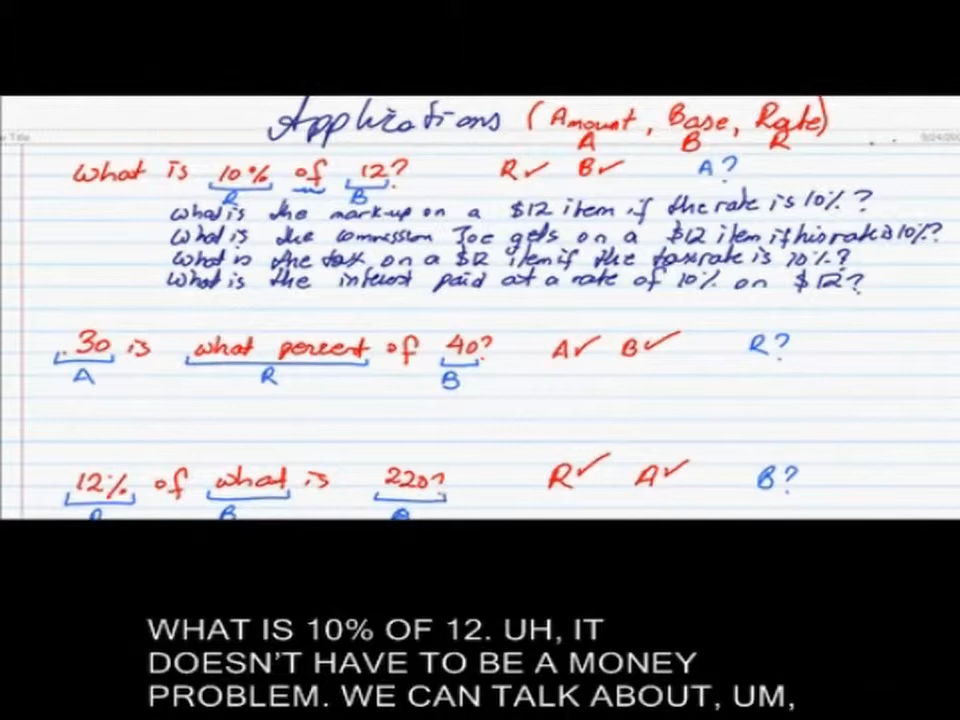 Applications (Amount, Base, Rate)
A B R
What is 10% of 12? R✓ B✓ A?
R B
What is the mark-up on a $12 item if the rate is 10%?
What is the commission Joe gets on a $12 item if his rate is 10%?
What is the tax on a $12 item if the tax rate is 10%?
What is the interest paid at a rate of 10% on $12?
30 is what percent of 40? A✓ B✓ R?
A R B
12% of what is 220? R✓ A✓ B?
B
WHAT IS 10% OF 12. UH, IT
DOESN'T HAVE TO BE A MONEY
PROBLEM. WE CAN TALK ABOUT, UM,